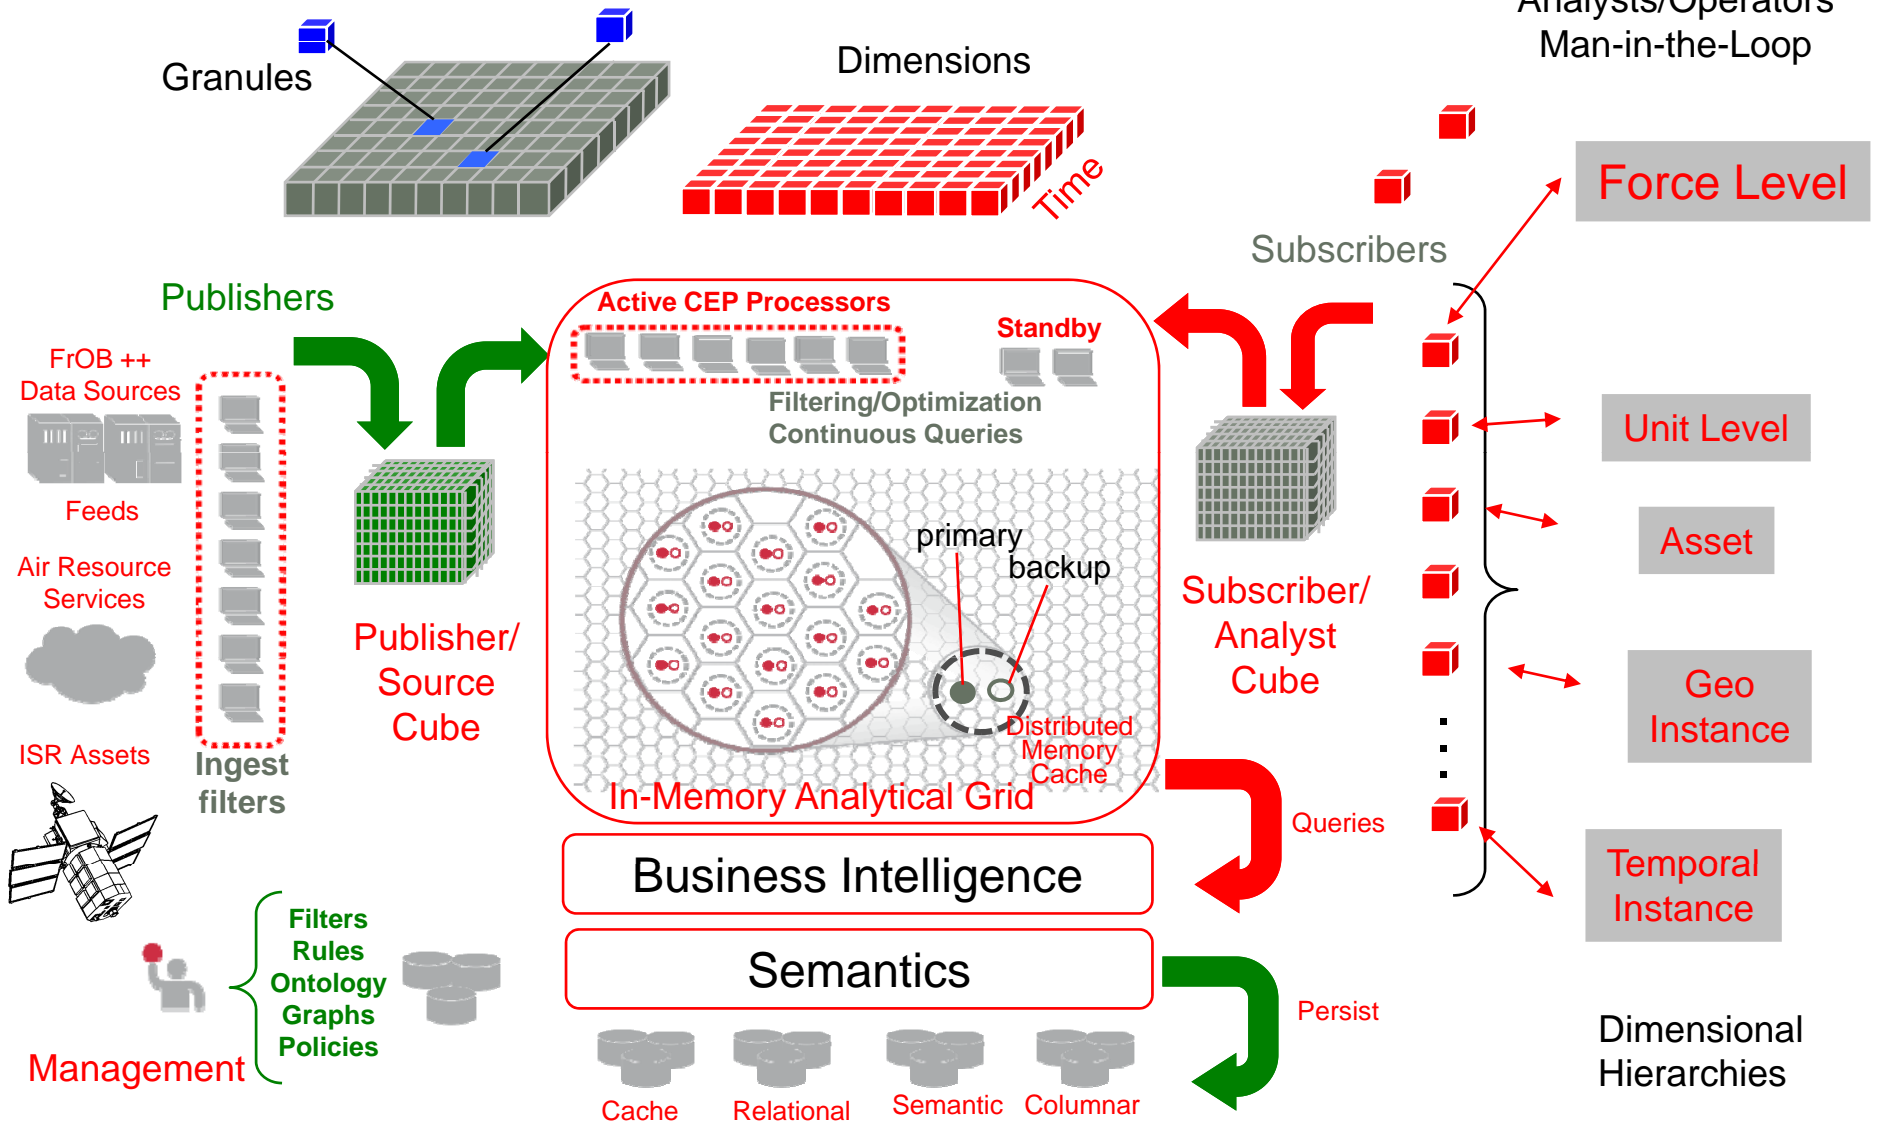 Analysts/Operators
Man-in-the-Loop
Granules
Dimensions
Time
Force Level
Subscribers
Publishers
Active CEP Processors
Standby
FrOB ++
Data Sources
Filtering/Optimization
Continuous Queries
Unit Level
Feeds
primary
backup
Asset
Air Resource
Services
Subscriber/
Analyst
Cube
Publisher/
Source
Cube
Geo
Instance
Distributed
Memory
Cache
ISR Assets
Ingest
filters
In-Memory Analytical Grid
Queries
Business Intelligence
Temporal
Instance
Filters
Rules
Ontology
Graphs
Policies
Semantics
Persist
Management
Dimensional
Hierarchies
Cache
Relational
Semantic
Columnar